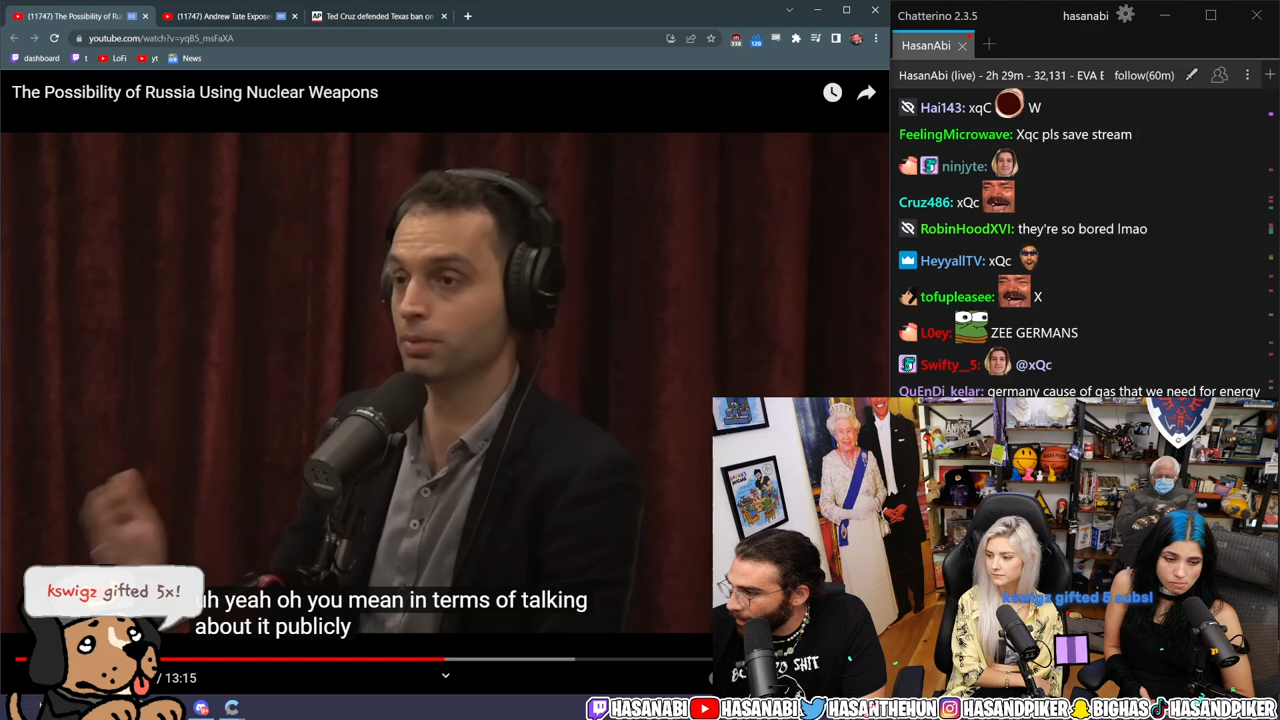 (11747) The Possibility of Ru
(11747) Andrew Tate Expose
AP
Ted Cruz defended Texas ban on
youtube.com/watch?v=yqB5_msFaXA
338
120
dashboard
t
LoFi
yt
News
The Possibility of Russia Using Nuclear Weapons
uh yeah oh you mean in terms of talking
about it publicly
kswigz gifted 5x!
/ 13:15
Chatterino 2.3.5
hasanabi
HasanAbi
HasanAbi (live) - 2h 29m - 32,131 - EVA E
follow(60m)
Hai143: xqC W
FeelingMicrowave: Xqc pls save stream
ninjyte:
Cruz486: xQc
RobinHoodXVI: they're so bored lmao
HeyyallTV: xQc
tofupleasee: X
L0ey: ZEE GERMANS
Swifty__5: @xQc
QuEnDi_kelar: germany cause of gas that we need for energy
kswigz gifted 5 subs!
HASANABI HASANABI HASANTHEHUN HASANDPIKER BIGHAS HASANDPIKER